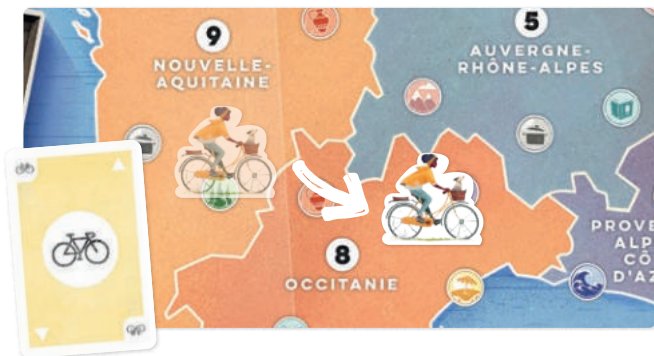 9
NOUVELLE-
AQUITAINE
5
AUVERGNE-
RHÔNE-ALPES
8
OCCITANIE
PROVE
ALP
CÔ
D'AZ